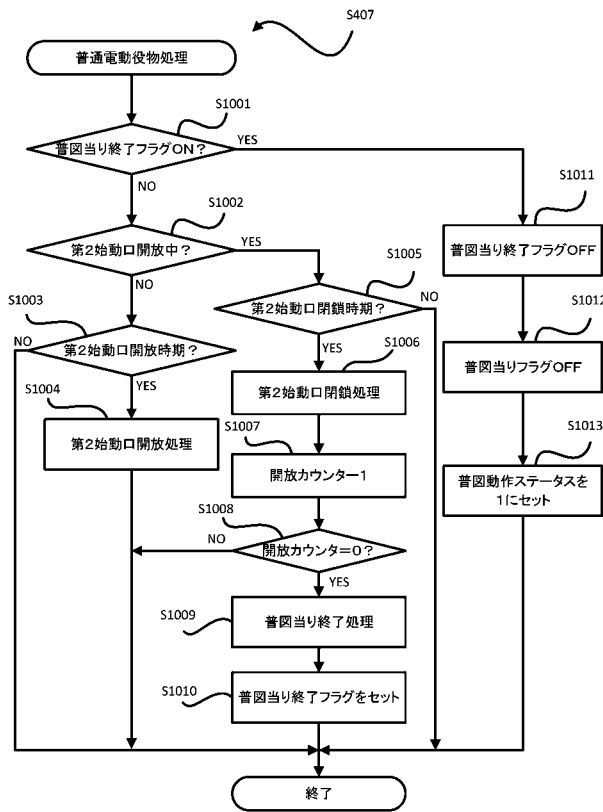 S407
普通電動役物処理
S1001
普図当り終了フラグON?
YES
NO
S1002
第2始動口開放中?
YES
NO
S1003
NO
第2始動口開放時期?
YES
S1004
第2始動口開放処理
S1005
第2始動口閉鎖時期?
NO
YES
S1006
第2始動口閉鎖処理
S1007
開放カウンター1
S1008
開放カウンタ=0?
NO
YES
S1009
普図当り終了処理
S1010
普図当り終了フラグをセット
S1011
普図当り終了フラグOFF
S1012
普図当りフラグOFF
S1013
普図動作ステータスを
1にセット
終了